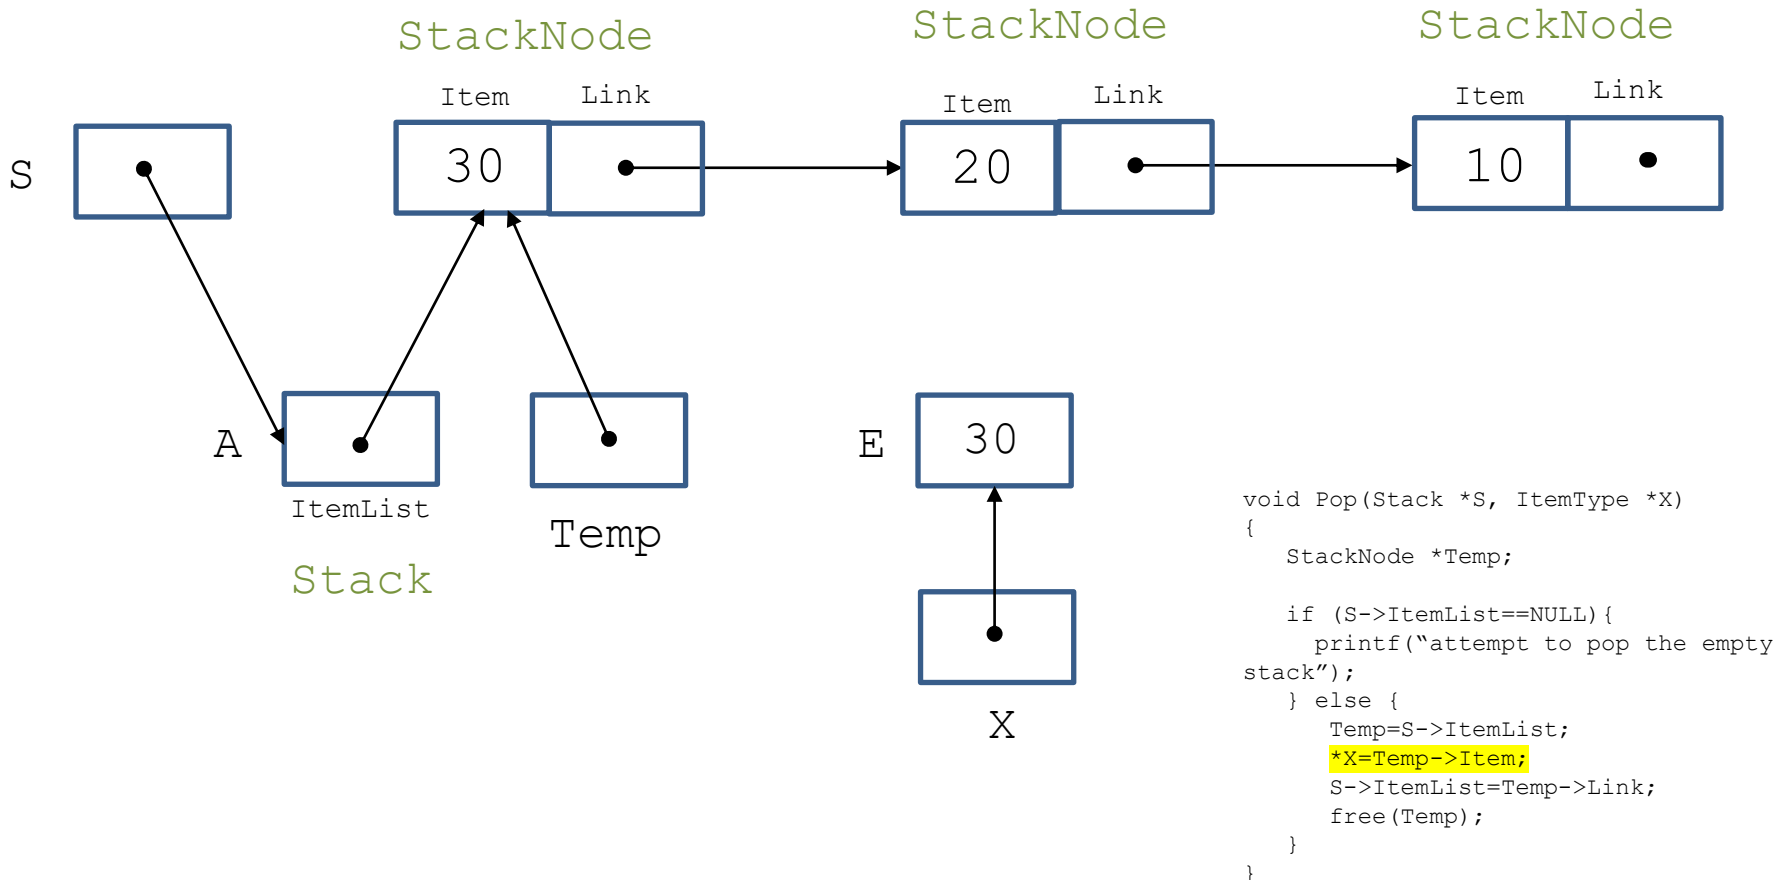 StackNode
StackNode
StackNode
Item Link
Item Link
Item Link
S
30
20
10
A
ItemList
Stack
Temp
E
30
X
void Pop(Stack *S, ItemType *X)
{
   StackNode *Temp;

   if (S->ItemList==NULL){
     printf(“attempt to pop the empty
stack”);
   } else {
      Temp=S->ItemList;
      *X=Temp->Item;
      S->ItemList=Temp->Link;
      free(Temp);
   }
}